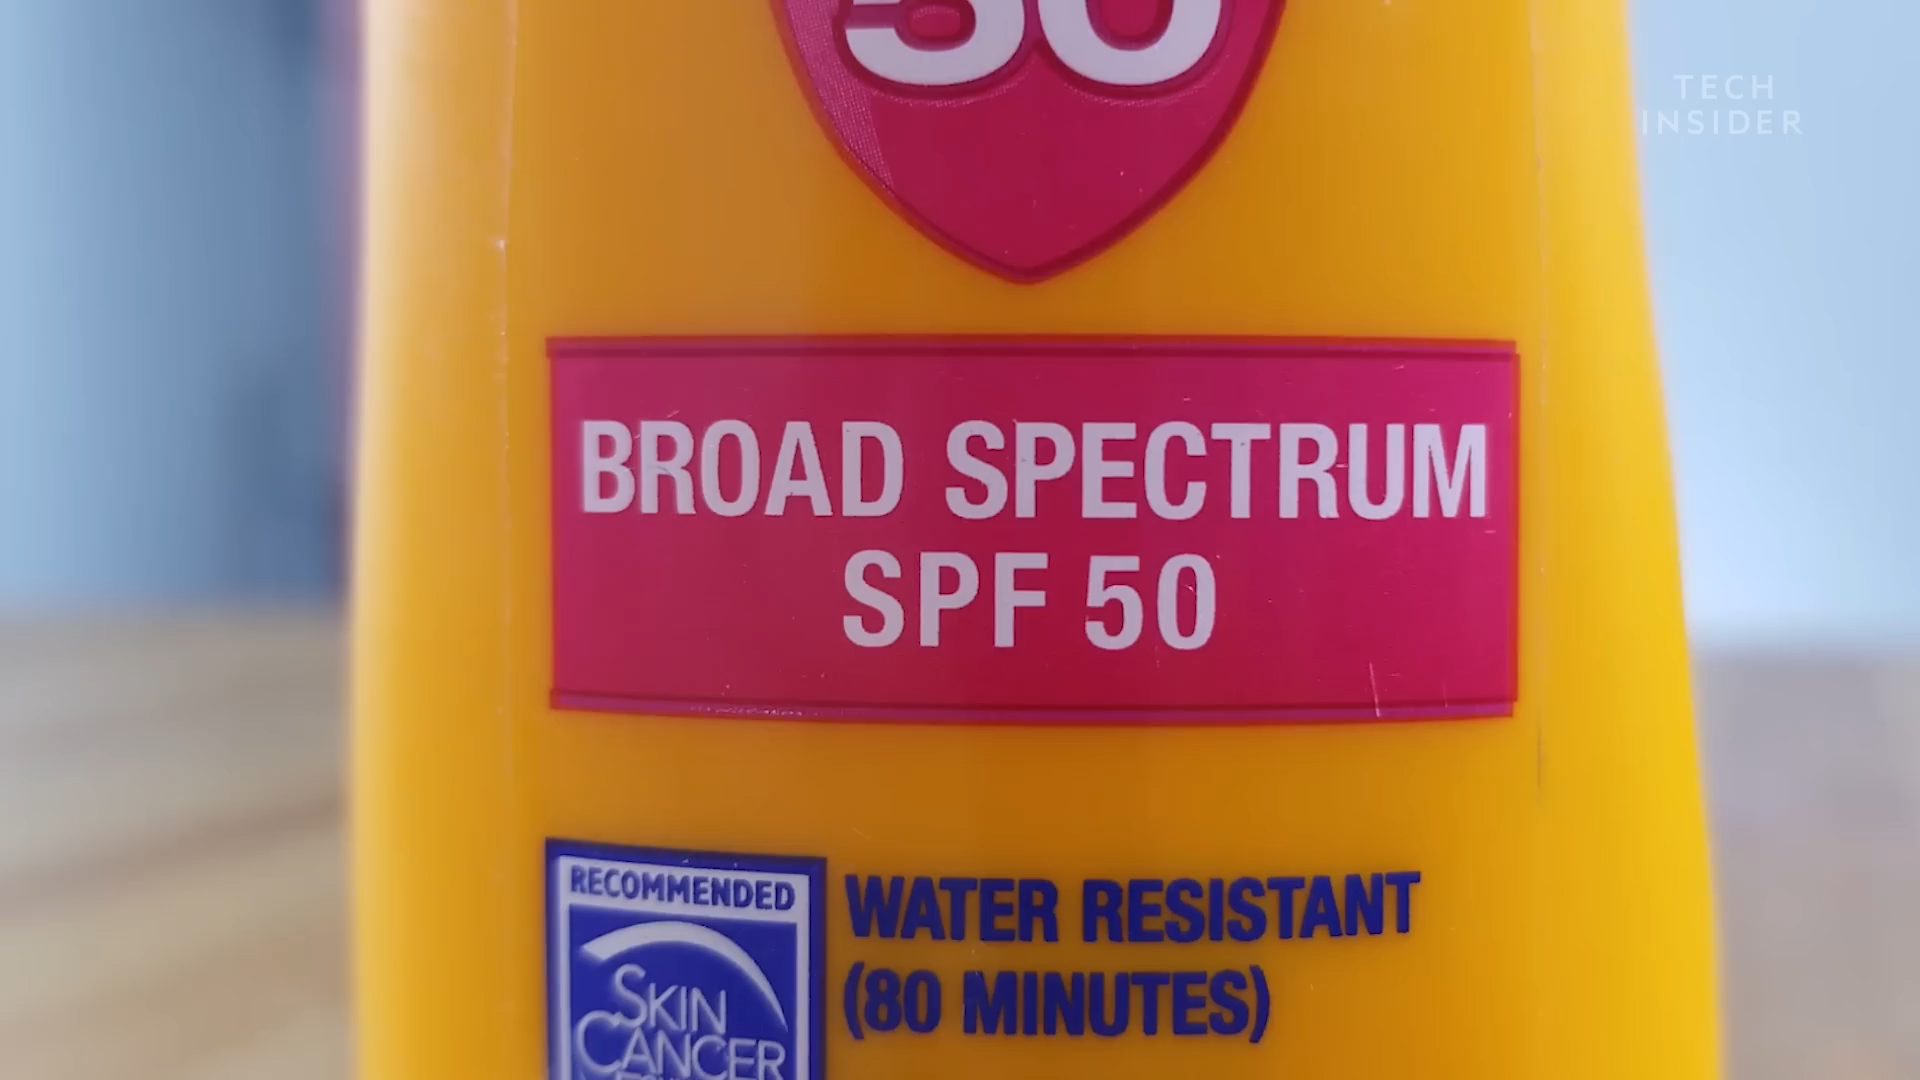 50
TECH
INSIDER
BROAD SPECTRUM
SPF 50
RECOMMENDED
SKIN
CANCER
WATER RESISTANT
(80 MINUTES)